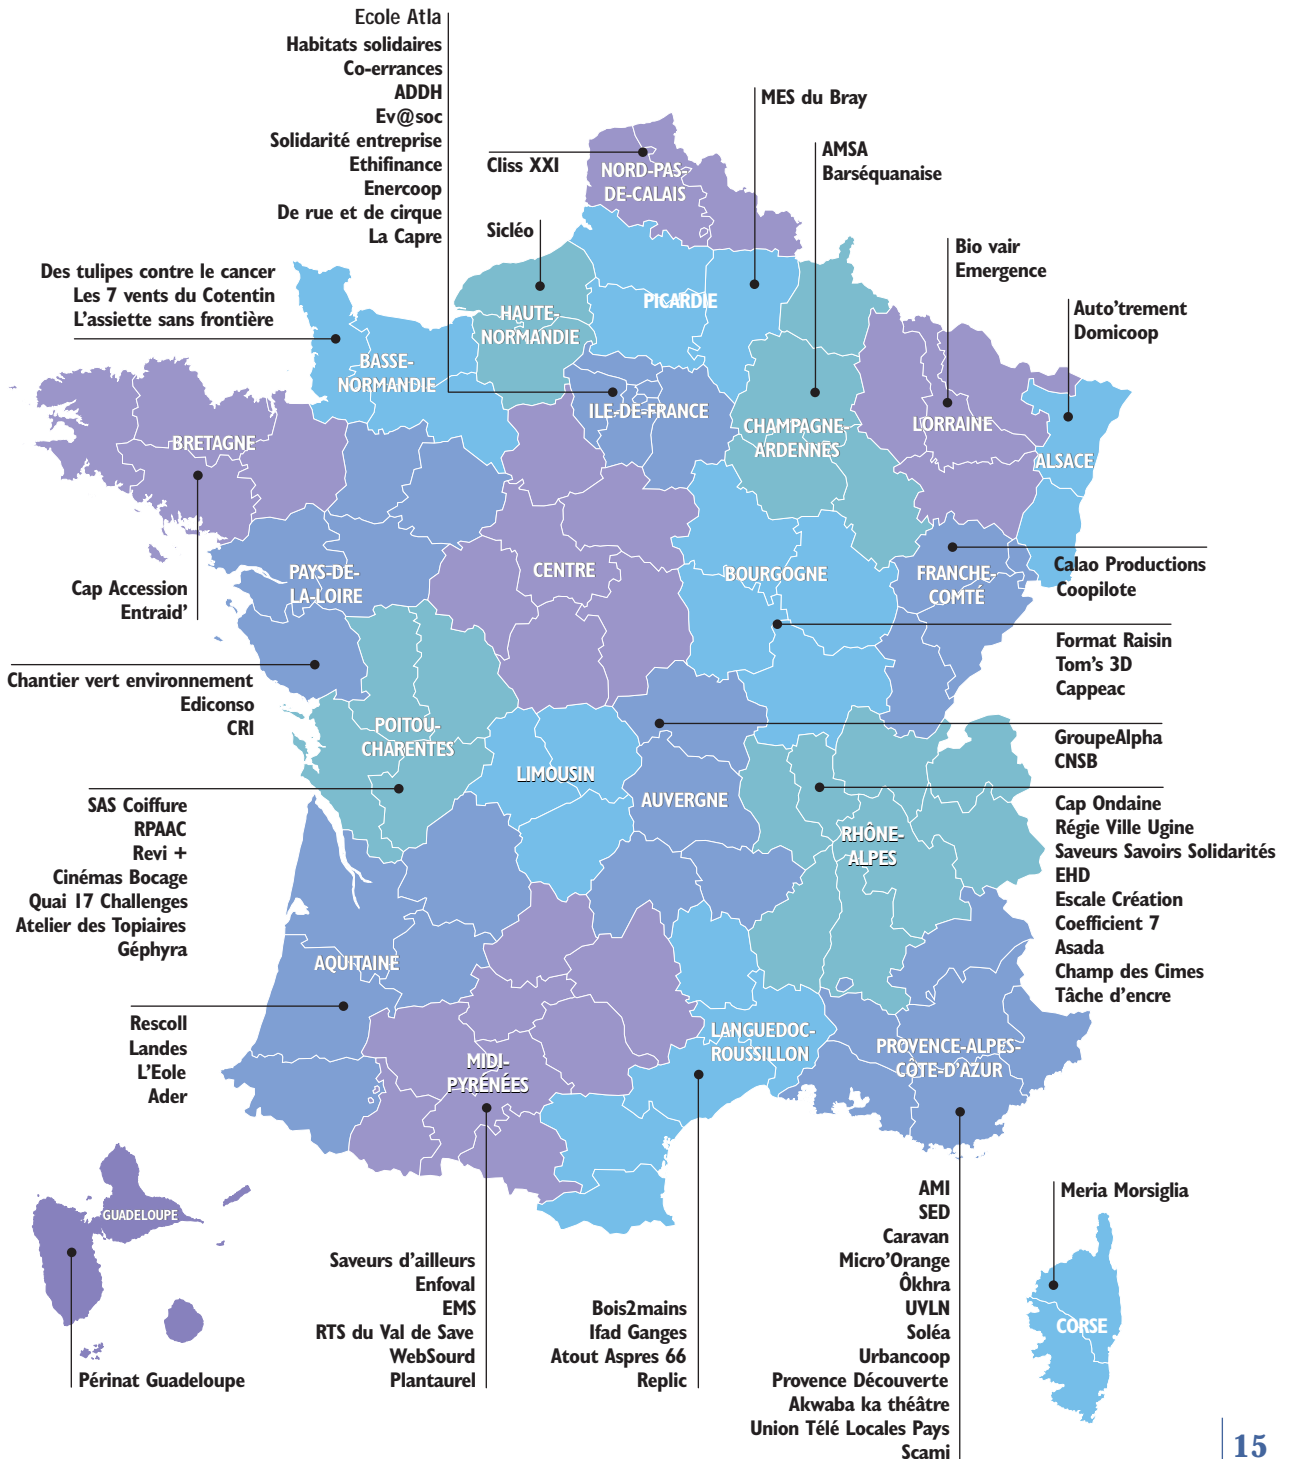 Ecole Atla
Habitats solidaires
Co-errances
ADDH
Ev@soc
Solidarité entreprise
Ethifinance
Enercoop
De rue et de cirque
La Capre
MES du Bray
Cliss XXI
AMSA
Barséquanaise
Sicléo
Bio vair
Emergence
Des tulipes contre le cancer
Les 7 vents du Cotentin
L'assiette sans frontière
Auto'trement
Domicoop
NORD-PAS-
DE-CALAIS
PICARDIE
HAUTE-
NORMANDIE
BASSE-
NORMANDIE
ILE-DE-FRANCE
CHAMPAGNE-
ARDENNES
LORRAINE
ALSACE
BRETAGNE
PAYS-DE-
LA-LOIRE
CENTRE
BOURGOGNE
FRANCHE-
COMTÉ
Cap Accession
Entraid'
Calao Productions
Coopilote
Format Raisin
Tom's 3D
Cappeac
Chantier vert environnement
Ediconso
CRI
POITOU-
CHARENTES
LIMOUSIN
AUVERGNE
RHÔNE-
ALPES
GroupeAlpha
CNSB
SAS Coiffure
RPAAC
Revi +
Cinémas Bocage
Quai 17 Challenges
Atelier des Topiaires
Géphyra
Cap Ondaine
Régie Ville Ugine
Saveurs Savoirs Solidarités
EHD
Escale Création
Coefficient 7
Asada
Champ des Cimes
Tâche d'encre
AQUITAINE
MIDI-
PYRÉNÉES
LANGUEDOC-
ROUSSILLON
PROVENCE-ALPES-
CÔTE-D'AZUR
Rescoll
Landes
L'Eole
Ader
GUADELOUPE
Périnat Guadeloupe
Saveurs d'ailleurs
Enfoval
EMS
RTS du Val de Save
WebSourd
Plantaurel
Bois2mains
Ifad Ganges
Atout Aspres 66
Replic
AMI
SED
Caravan
Micro'Orange
Ôkhra
UVLN
Soléa
Urbancoop
Provence Découverte
Akwaba ka théâtre
Union Télé Locales Pays
Scami
Meria Morsiglia
CORSE
15